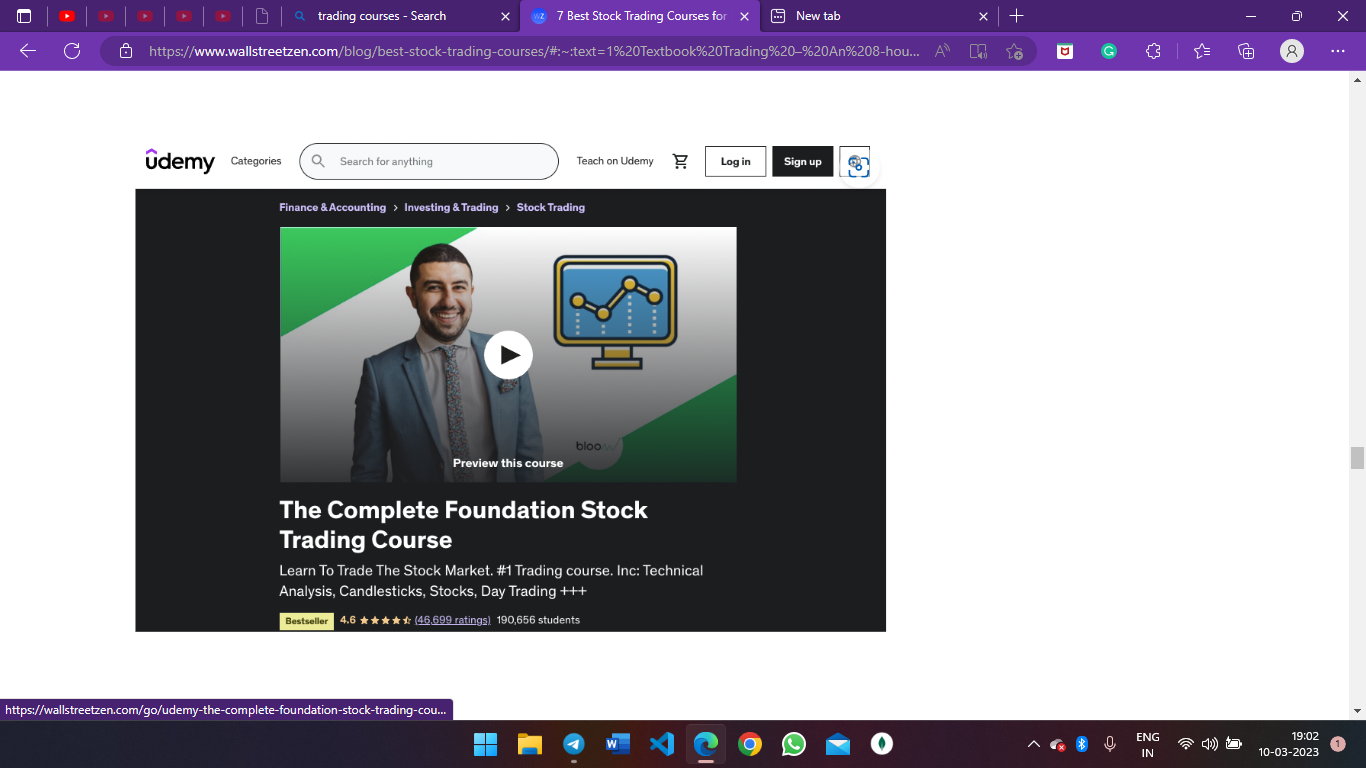 trading courses - Search
7 Best Stock Trading Courses for
New tab
https://www.wallstreetzen.com/blog/best-stock-trading-courses/#:~:text=1%20Textbook%20Trading%20–%20An%208-hou...
udemy
Categories
Search for anything
Teach on Udemy
Log in
Sign up
Finance & Accounting > Investing & Trading > Stock Trading
Preview this course
The Complete Foundation Stock
Trading Course
Learn To Trade The Stock Market. #1 Trading course. Inc: Technical
Analysis, Candlesticks, Stocks, Day Trading +++
Bestseller 4.6 (46,699 ratings) 190,656 students
https://wallstreetzen.com/go/udemy-the-complete-foundation-stock-trading-cou...
ENG
IN
19:02
10-03-2023
1